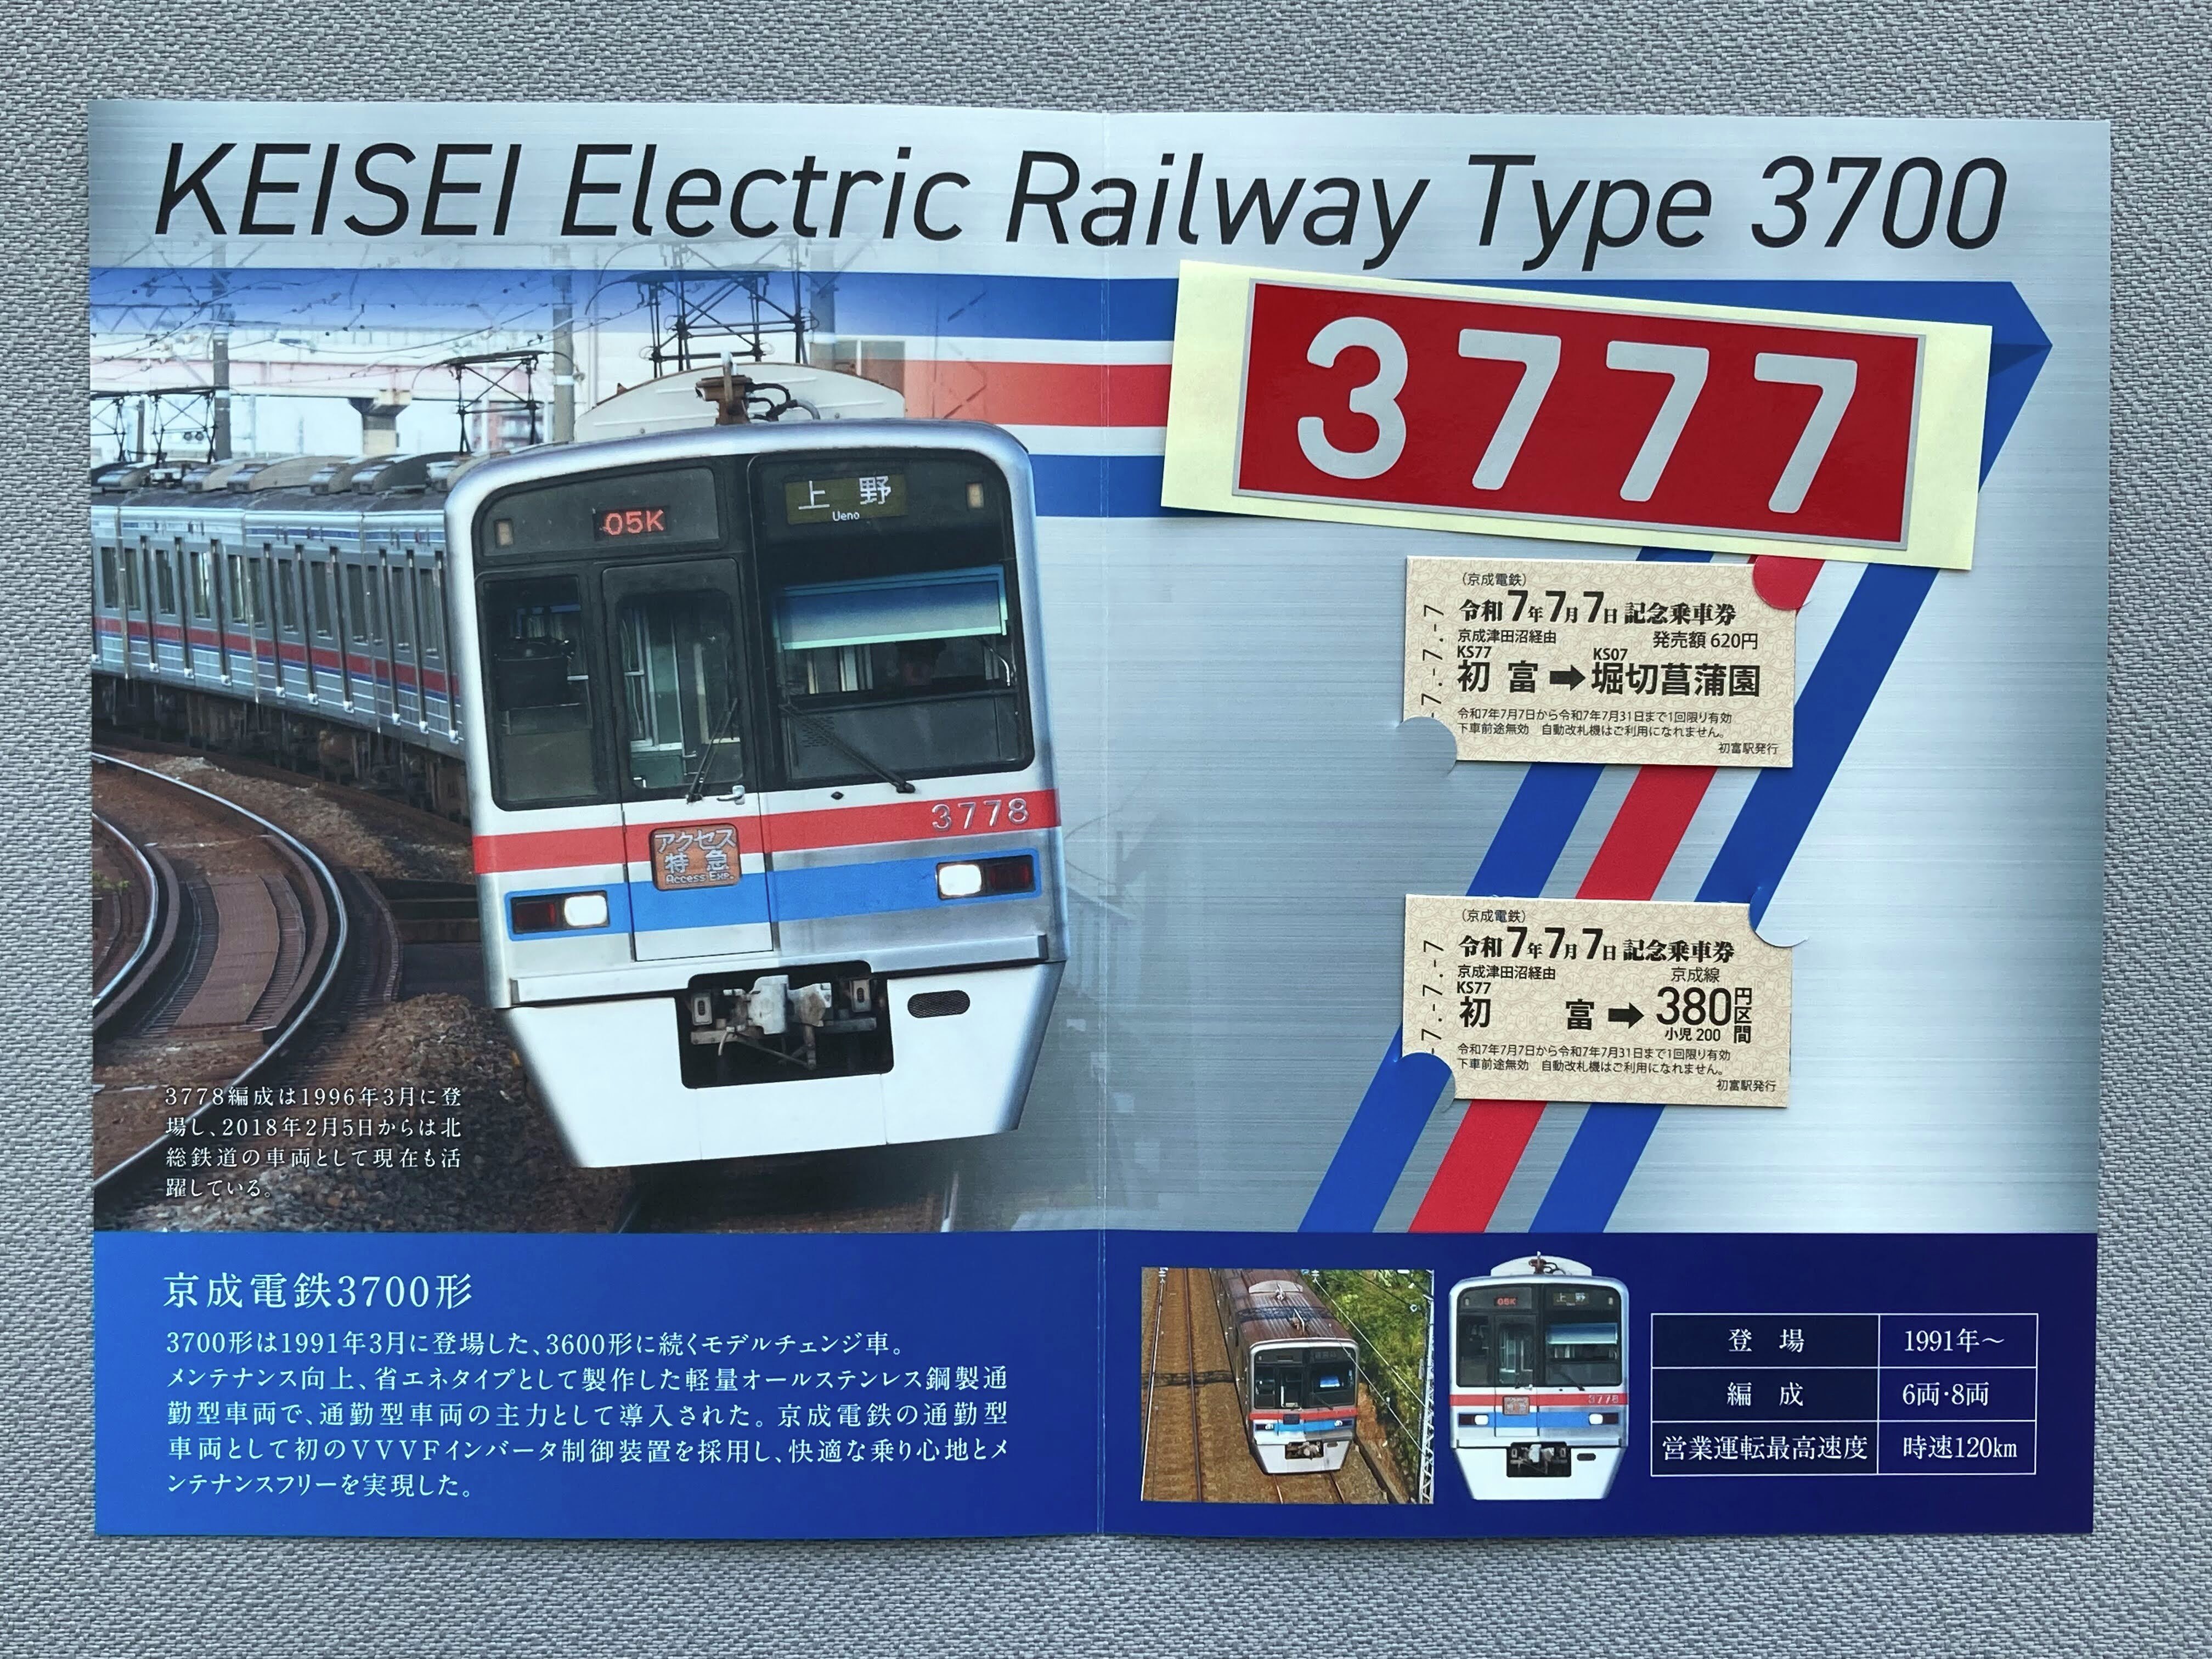 KEISEI Electric Railway Type 3700
3777
05K
上野
Ueno
3778
アクセス
特急
Access Exp.
3778編成は1996年3月に登
場し、2018年2月5日からは北
総鉄道の車両として現在も活
躍している。
(京成電鉄)
令和7年7月7日 記念乗車券
京成津田沼経由 発売額 620円
KS77 KS07
初富➡堀切菖蒲園
令和7年7月7日から令和7年7月31日まで1回限り有効
下車前途無効 自動改札機はご利用になれません。
初富駅発行
7.-7.-7
(京成電鉄)
令和7年7月7日 記念乗車券
京成津田沼経由 京成線
KS77
初富➡380円区間
小児 200
令和7年7月7日から令和7年7月31日まで1回限り有効
下車前途無効 自動改札機はご利用になれません。
初富駅発行
7.-7.-7
京成電鉄3700形
3700形は1991年3月に登場した、3600形に続くモデルチェンジ車。
メンテナンス向上、省エネタイプとして製作した軽量オールステンレス鋼製通
勤型車両で、通勤型車両の主力として導入された。京成電鉄の通勤型
車両として初のVVVFインバータ制御装置を採用し、快適な乗り心地とメ
ンテナンスフリーを実現した。
05K
上野
3778
登場 1991年～
編成 6両・8両
営業運転最高速度 時速120km